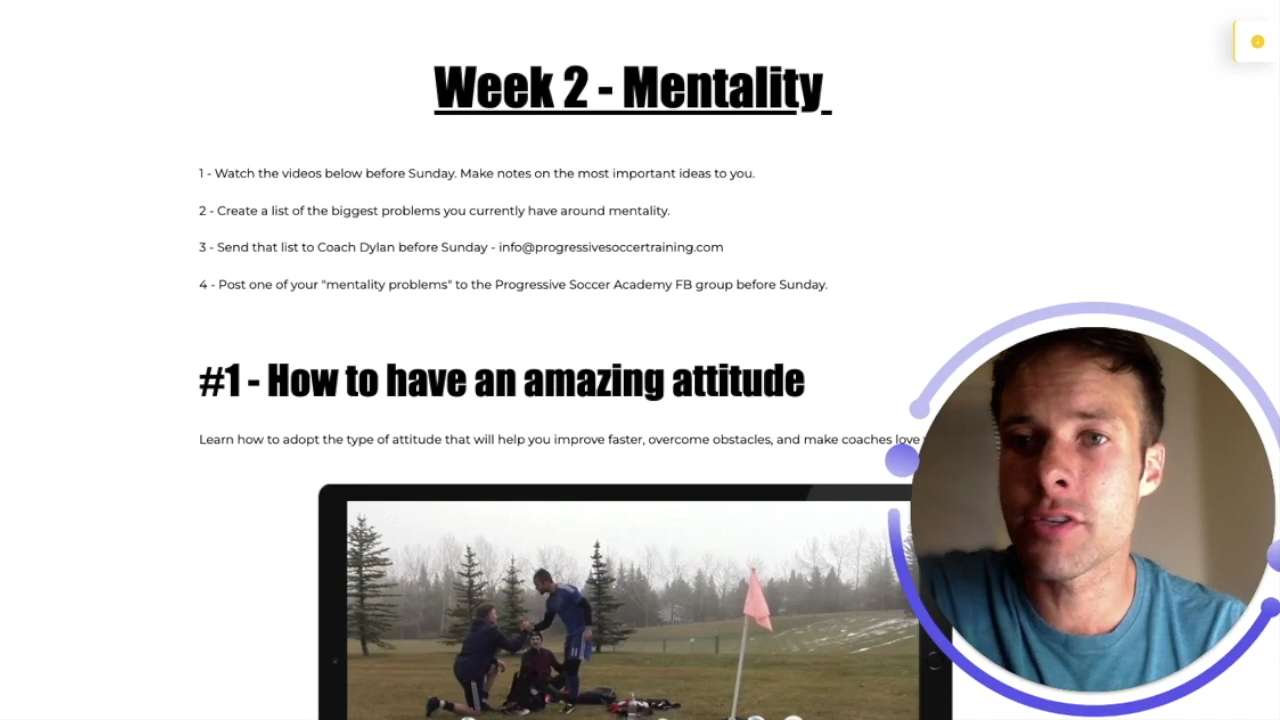 Week 2 - Mentality
1 - Watch the videos below before Sunday. Make notes on the most important ideas to you.
2 - Create a list of the biggest problems you currently have around mentality.
3 - Send that list to Coach Dylan before Sunday - info@progressivesoccertraining.com
4 - Post one of your "mentality problems" to the Progressive Soccer Academy FB group before Sunday.
#1 - How to have an amazing attitude
Learn how to adopt the type of attitude that will help you improve faster, overcome obstacles, and make coaches love